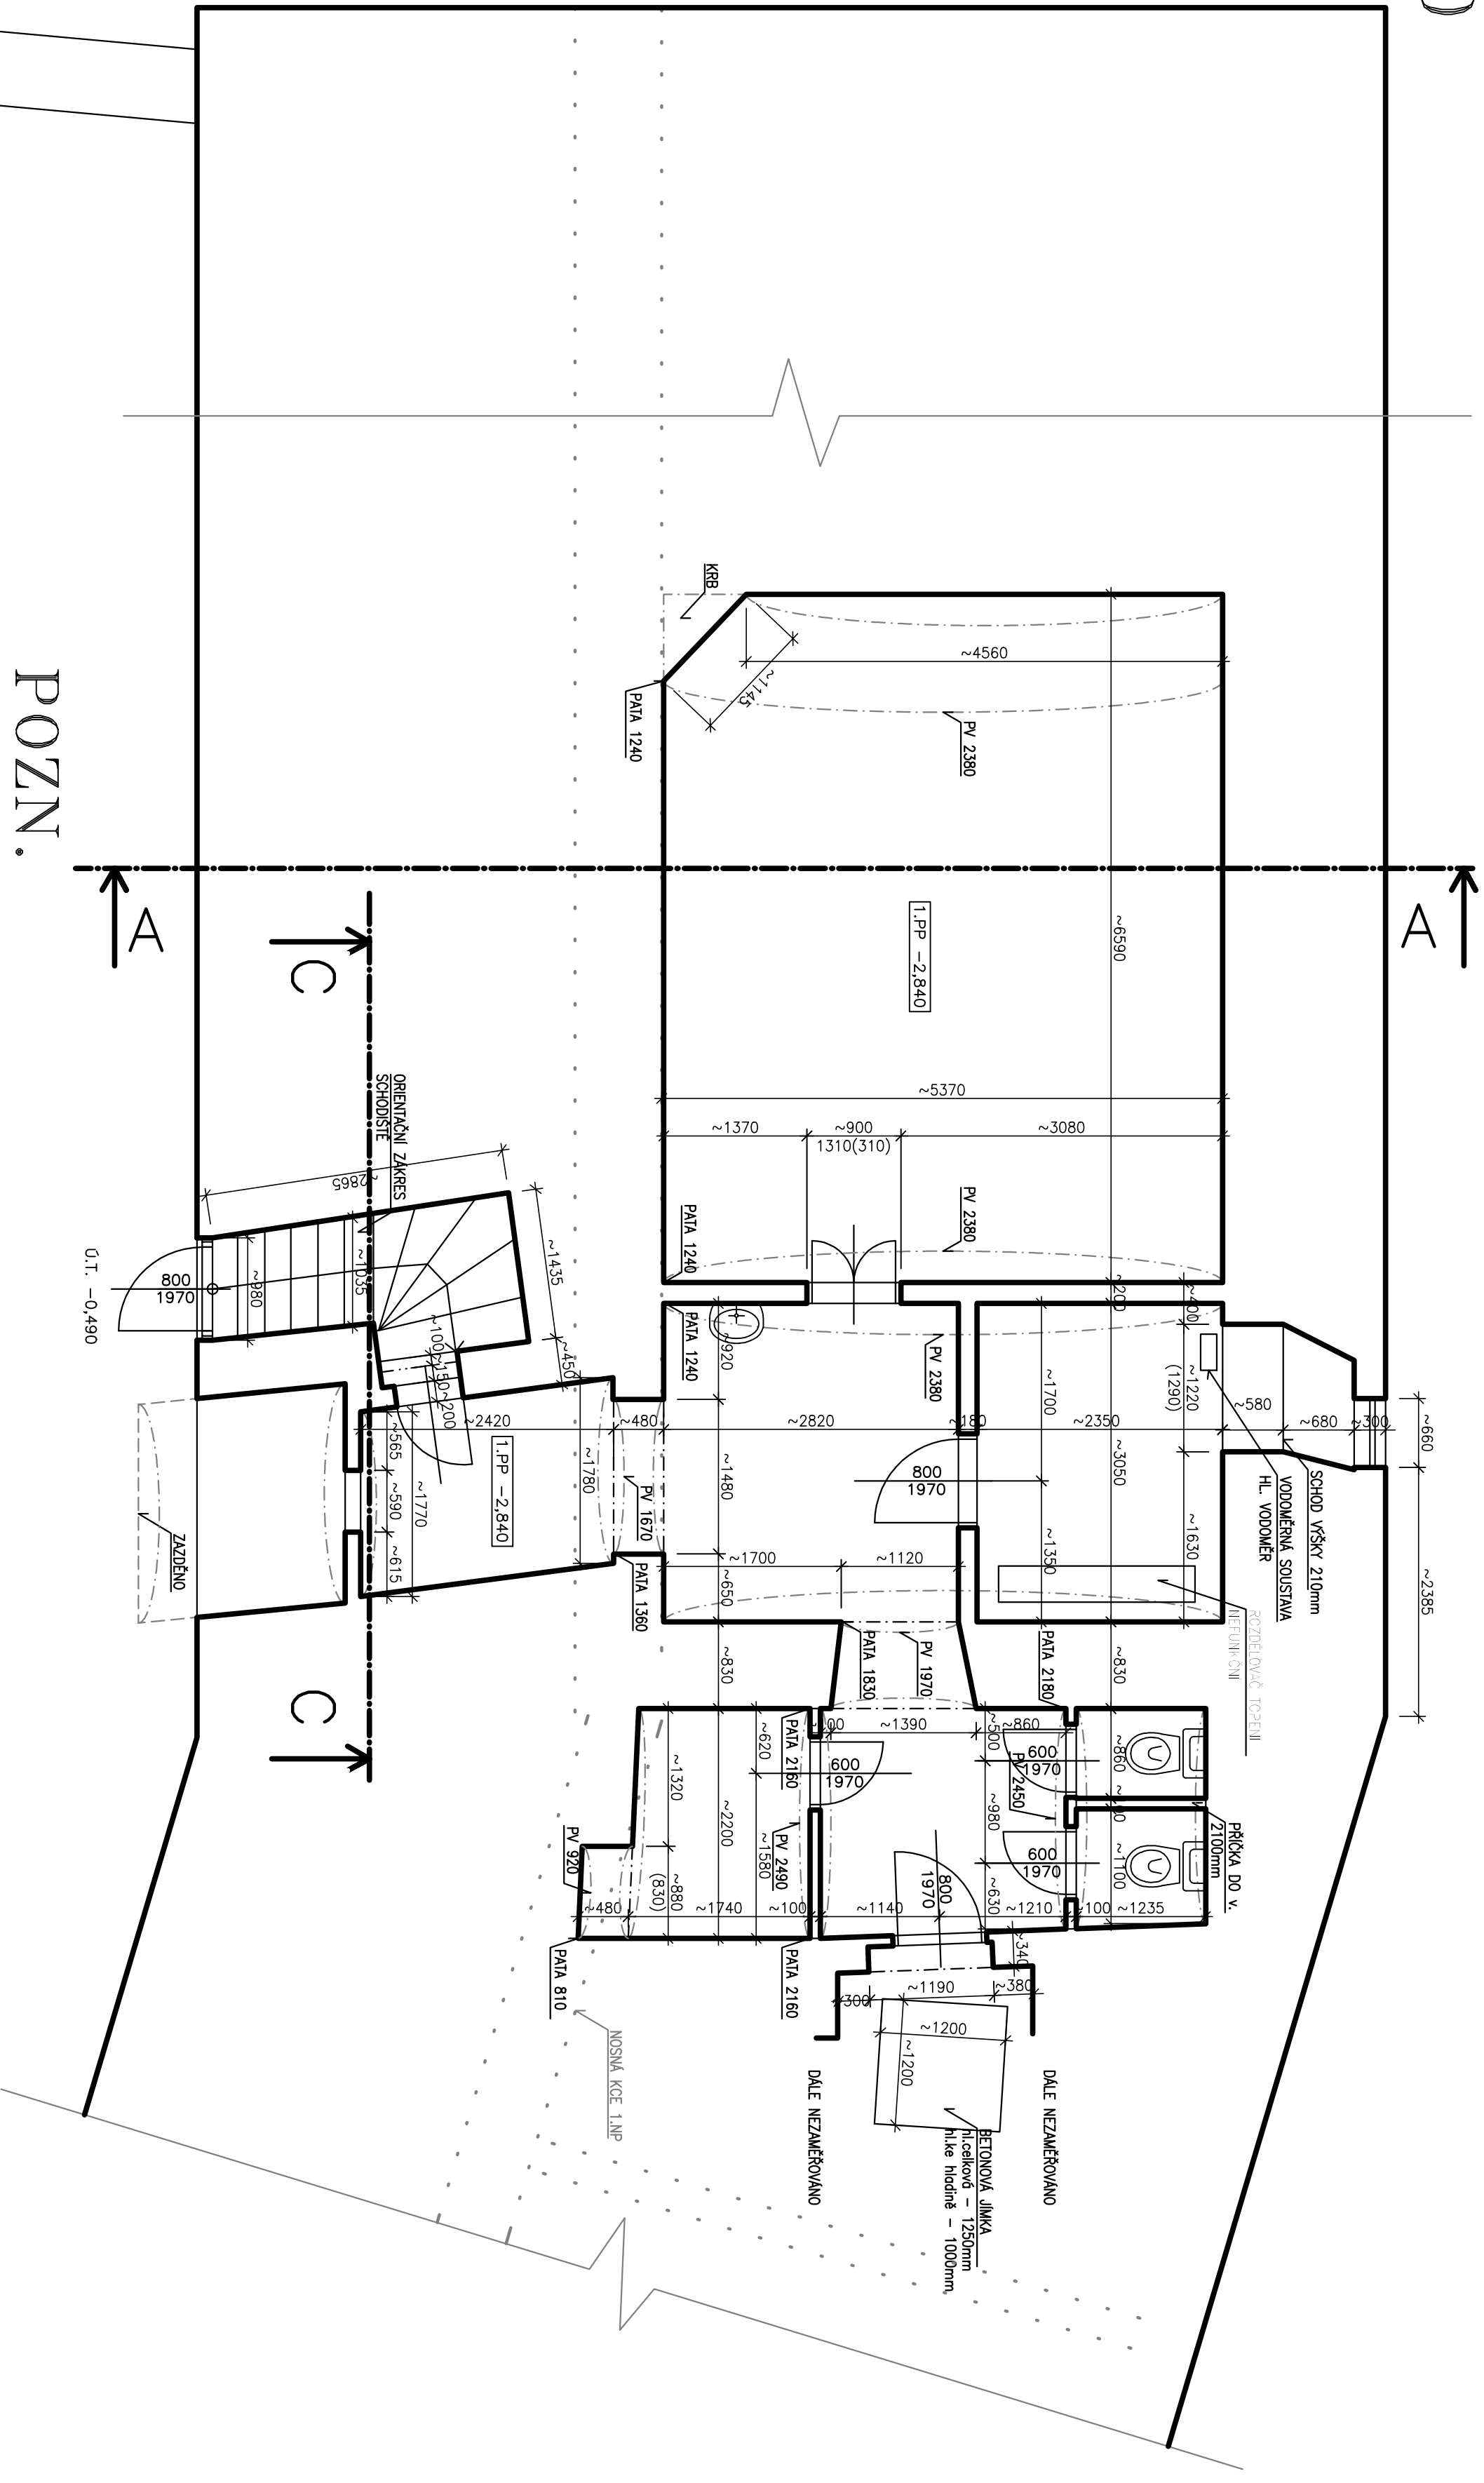 POZN.
A
A
C
C
KRB
PATA 1240
~4560
~1145
PV 2380
~6590
1.PP -2,840
~5370
~1370
~900
1310(310)
~3080
PV 2380
PATA 1240
PATA 1240
PV 2380
~200
~400
~1220
(1290)
~580
~680
~300
~660
~2385
SCHOD VÝŠKY 210mm
VODOMĚRNÁ SOUSTAVA
HL. VODOMĚR
ROZDĚLOVAČ TOPENÍ
NEFUNKČNÍ
~1630
~1700
~3050
~1350
~2350
~180
~2820
~480
~2420
~920
~1480
~650
800
1970
~1700
~1120
ORIENTAČNÍ ZÁKRES
SCHODIŠTĚ
~2865
~1435
~450
~1035
~980
~100
~150
~200
800
1970
Ú.T. -0,490
1.PP -2,840
~1780
~565
~590
~615
~1770
ZAZDĚNO
PV 1670
PATA 1360
PATA 1830
PV 1970
PATA 2180
~830
~830
~1390
~860
~500
~980
~630
600
1970
PV 2450
600
1970
~860
~1100
PŘÍČKA DO v.
2100mm
PATA 2160
~620
~1580
600
1970
~1320
~2200
~880
(830)
PV 2490
PV 920
~480
~1740
~100
~1140
~1210
~100
~1235
800
1970
PATA 810
PATA 2160
~340
~380
~1190
~300
~1200
~1200
DÁLE NEZAMĚŘOVÁNO
DÁLE NEZAMĚŘOVÁNO
BETONOVÁ JÍMKA
hl.celková - 1250mm
hl.ke hladině - 1000mm
NOSNÁ KCE 1.NP